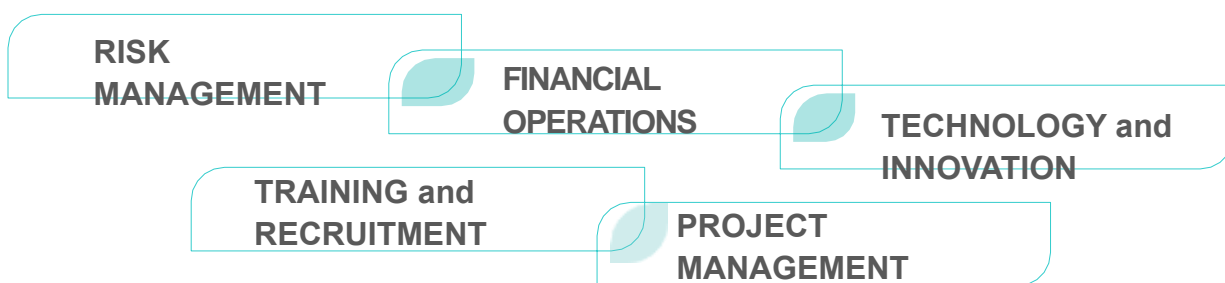 RISK
MANAGEMENT
FINANCIAL
OPERATIONS
TECHNOLOGY and
INNOVATION
TRAINING and
RECRUITMENT
PROJECT
MANAGEMENT